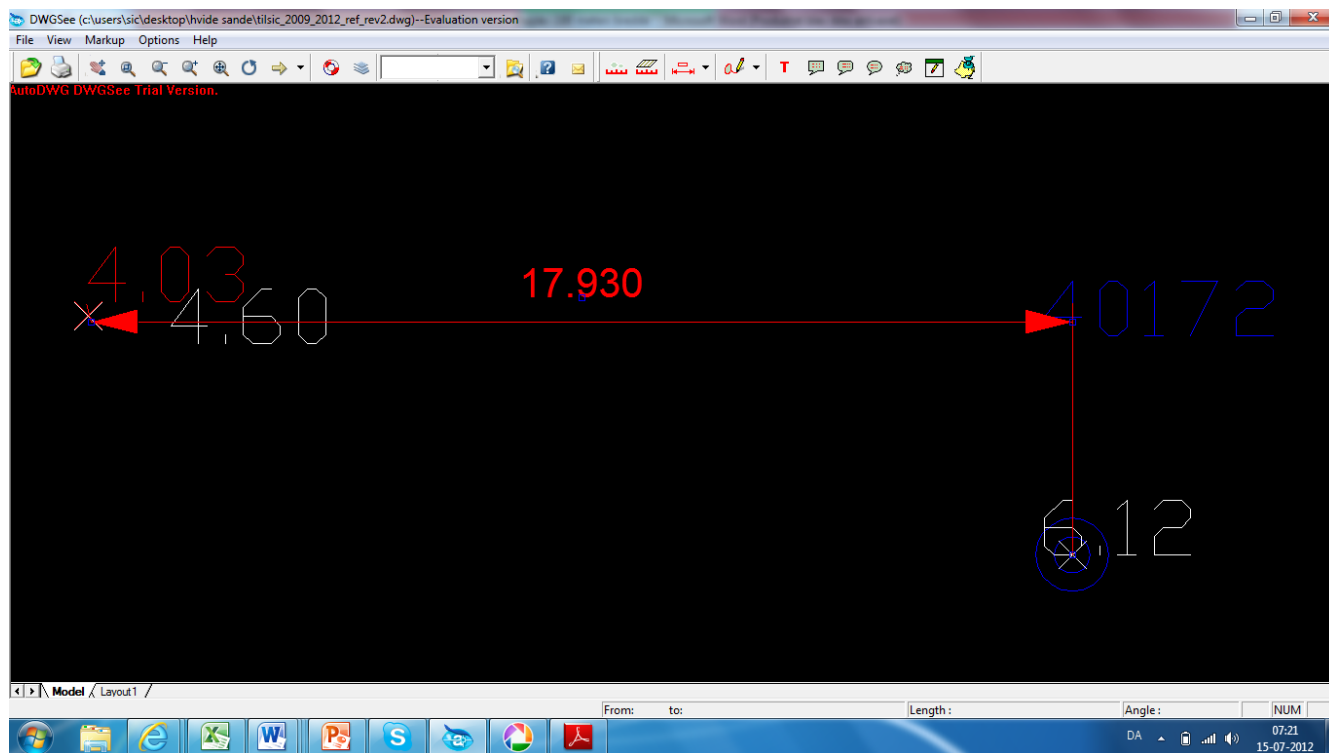 DWGSee (c:\users\sic\desktop\hvide sande\tilsic_2009_2012_ref_rev2.dwg)--Evaluation version
File View Markup Options Help
T
AutoDWG DWGSee Trial Version.
4.03
4.60
17.930
40172
6.12
Model Layout1
From: to: Length : Angle : NUM
DA 07:21
15-07-2012